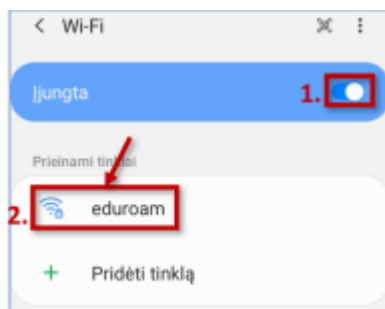 Wi-Fi
Įjungta 1.
Prieinami tinklai
2. eduroam
+ Pridėti tinklą